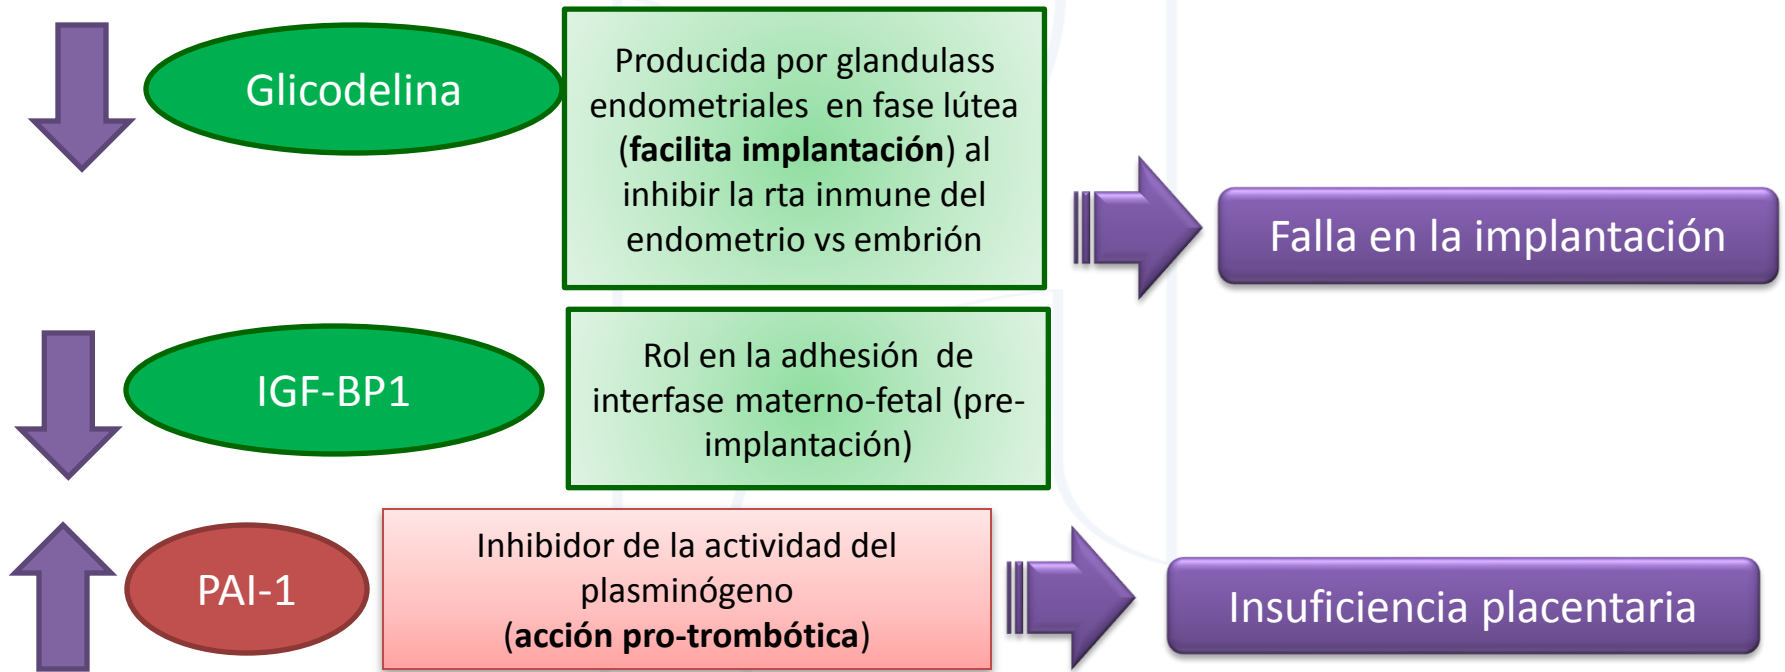 Glicodelina
Producida por glandulass
endometriales en fase lútea
(facilita implantación) al
inhibir la rta inmune del
endometrio vs embrión
Falla en la implantación
IGF-BP1
Rol en la adhesión de
interfase materno-fetal (pre-
implantación)
PAI-1
Inhibidor de la actividad del
plasminógeno
(acción pro-trombótica)
Insuficiencia placentaria